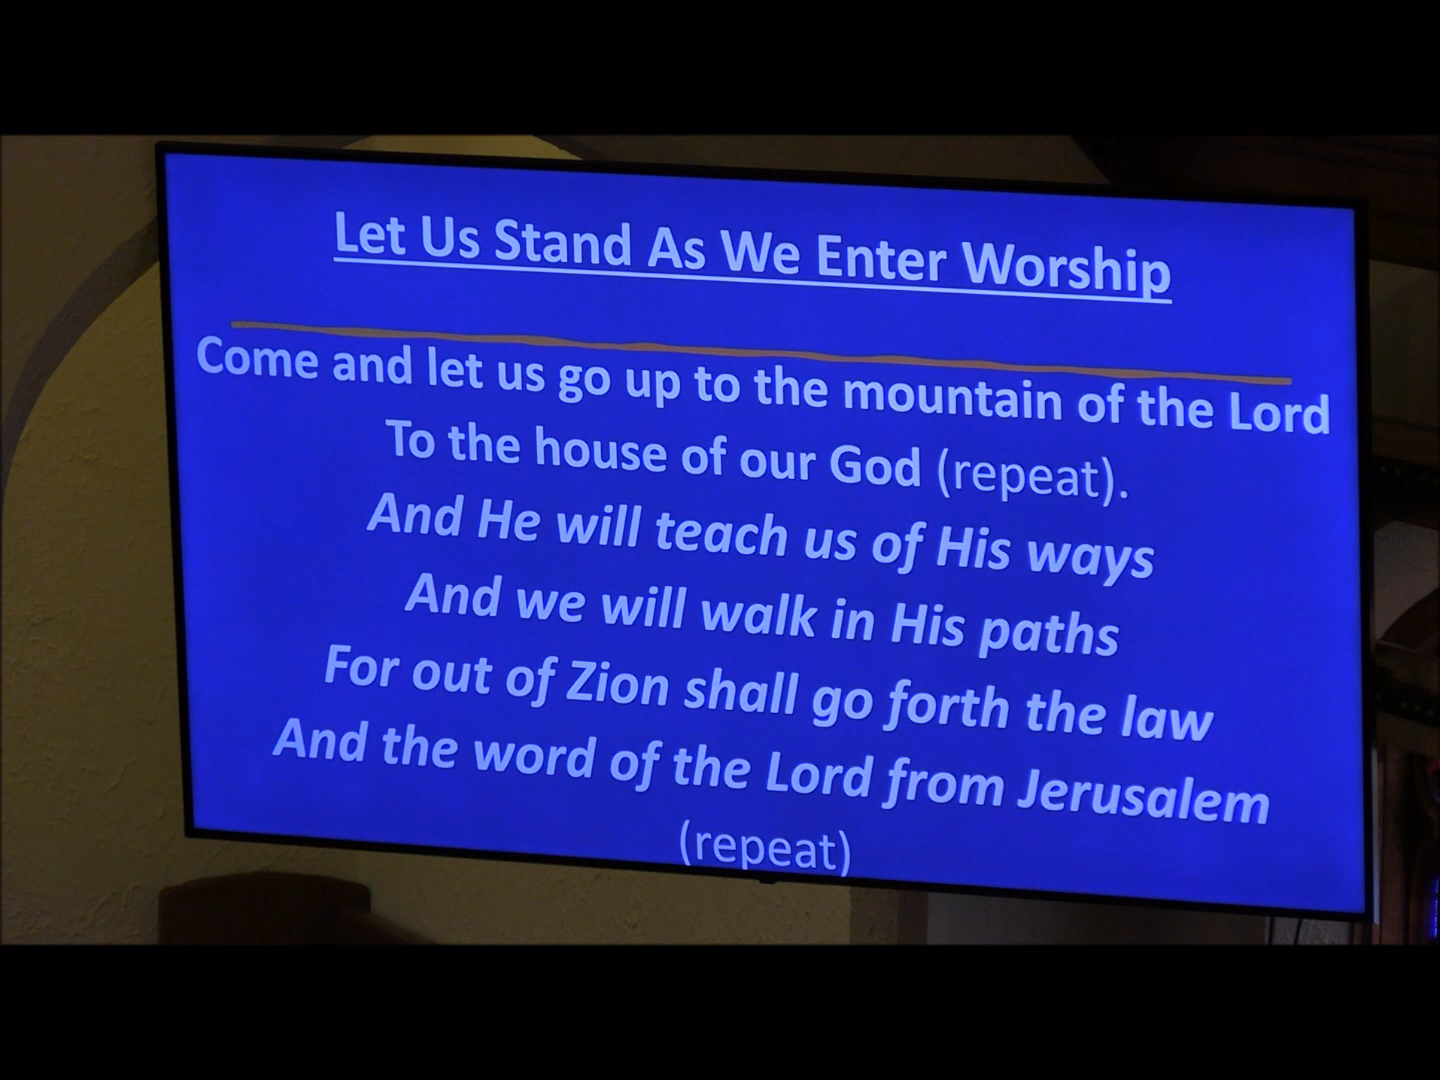 Let Us Stand As We Enter Worship
Come and let us go up to the mountain of the Lord
To the house of our God (repeat).
And He will teach us of His ways
And we will walk in His paths
For out of Zion shall go forth the law
And the word of the Lord from Jerusalem
(repeat)